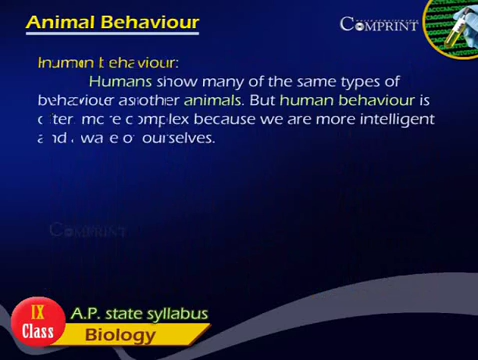 Animal Behaviour
COMPRINT
Human behaviour:
Humans show many of the same types of
behaviour as other animals. But human behaviour is
often more complex because we are more intelligent
and aware of ourselves.
COMPRINT
IX
Class
A.P. state syllabus
Biology